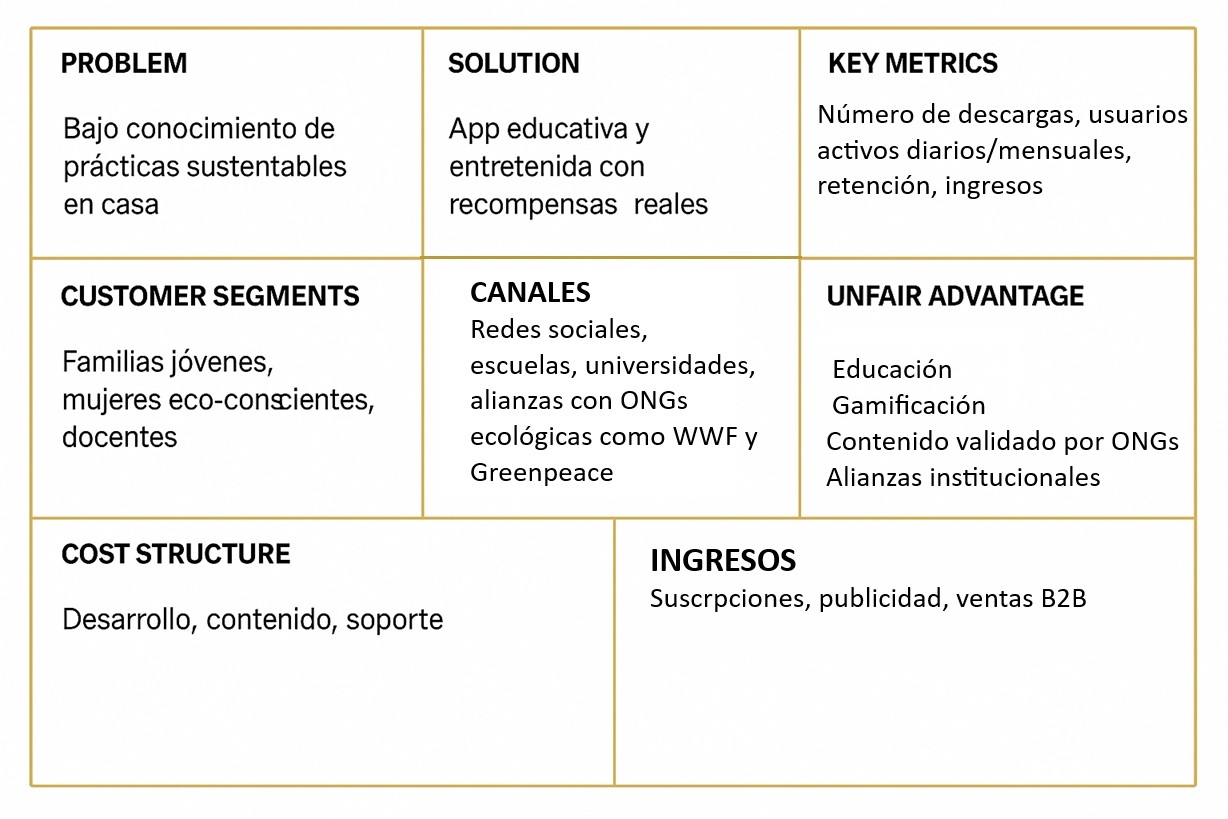 PROBLEM
Bajo conocimiento de
prácticas sustentables
en casa
SOLUTION
App educativa y
entretenida con
recompensas reales
KEY METRICS
Número de descargas, usuarios
activos diarios/mensuales,
retención, ingresos
CUSTOMER SEGMENTS
Familias jóvenes,
mujeres eco-conscientes,
docentes
CANALES
Redes sociales,
escuelas, universidades,
alianzas con ONGs
ecológicas como WWF y
Greenpeace
UNFAIR ADVANTAGE
Educación
Gamificación
Contenido validado por ONGs
Alianzas institucionales
COST STRUCTURE
Desarrollo, contenido, soporte
INGRESOS
Suscrpciones, publicidad, ventas B2B